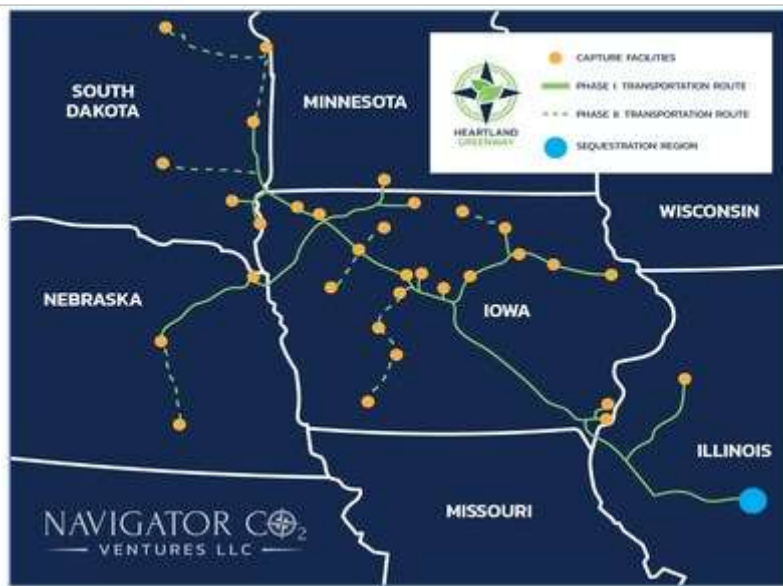 SOUTH
DAKOTA
MINNESOTA
HEARTLAND
GREENWAY
CAPTURE FACILITIES
PHASE I: TRANSPORTATION ROUTE
PHASE II: TRANSPORTATION ROUTE
SEQUESTRATION REGION
WISCONSIN
NEBRASKA
IOWA
ILLINOIS
MISSOURI
NAVIGATOR CO2
VENTURES LLC